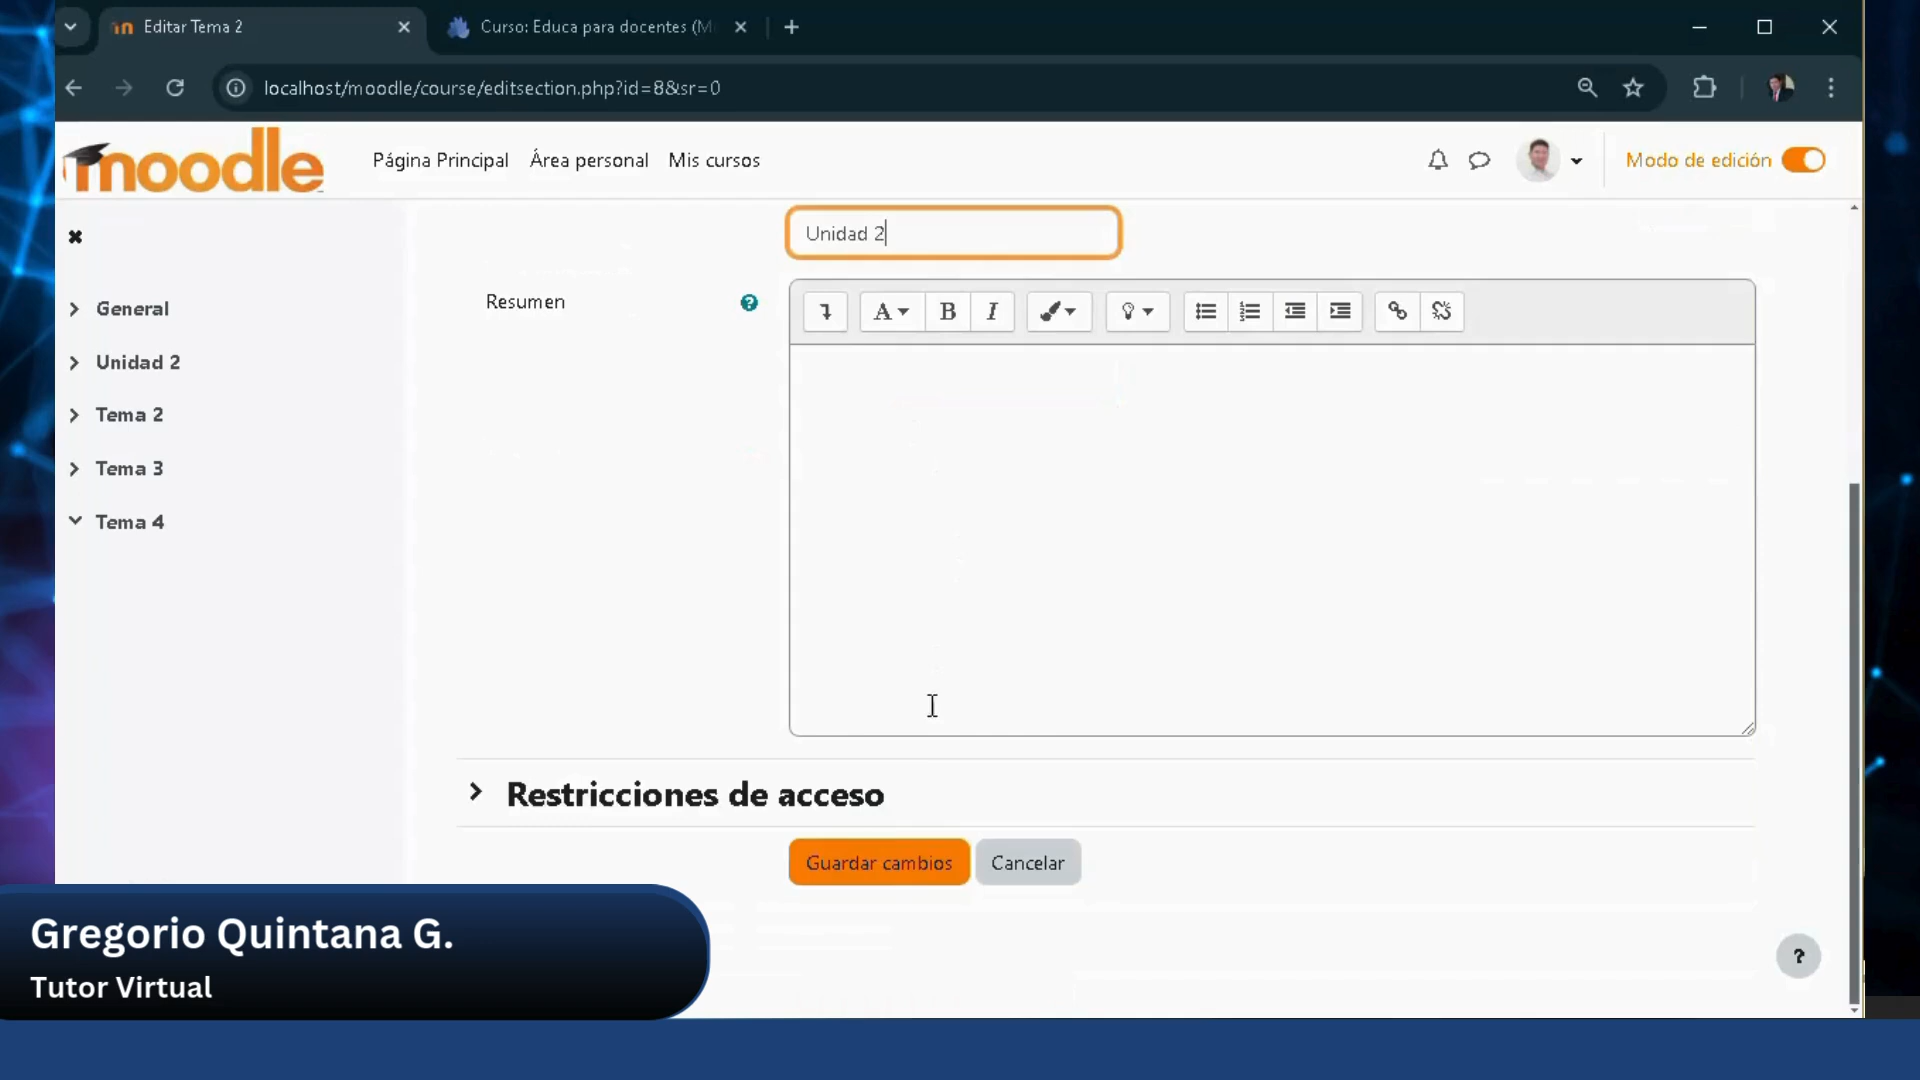 Editar Tema 2
Curso: Educa para docentes (M
localhost/moodle/course/editsection.php?id=8&sr=0
moodle
Página Principal
Área personal
Mis cursos
Modo de edición
General
Unidad 2
Tema 2
Tema 3
Tema 4
Unidad 2
Resumen
Restricciones de acceso
Guardar cambios
Cancelar
Gregorio Quintana G.
Tutor Virtual